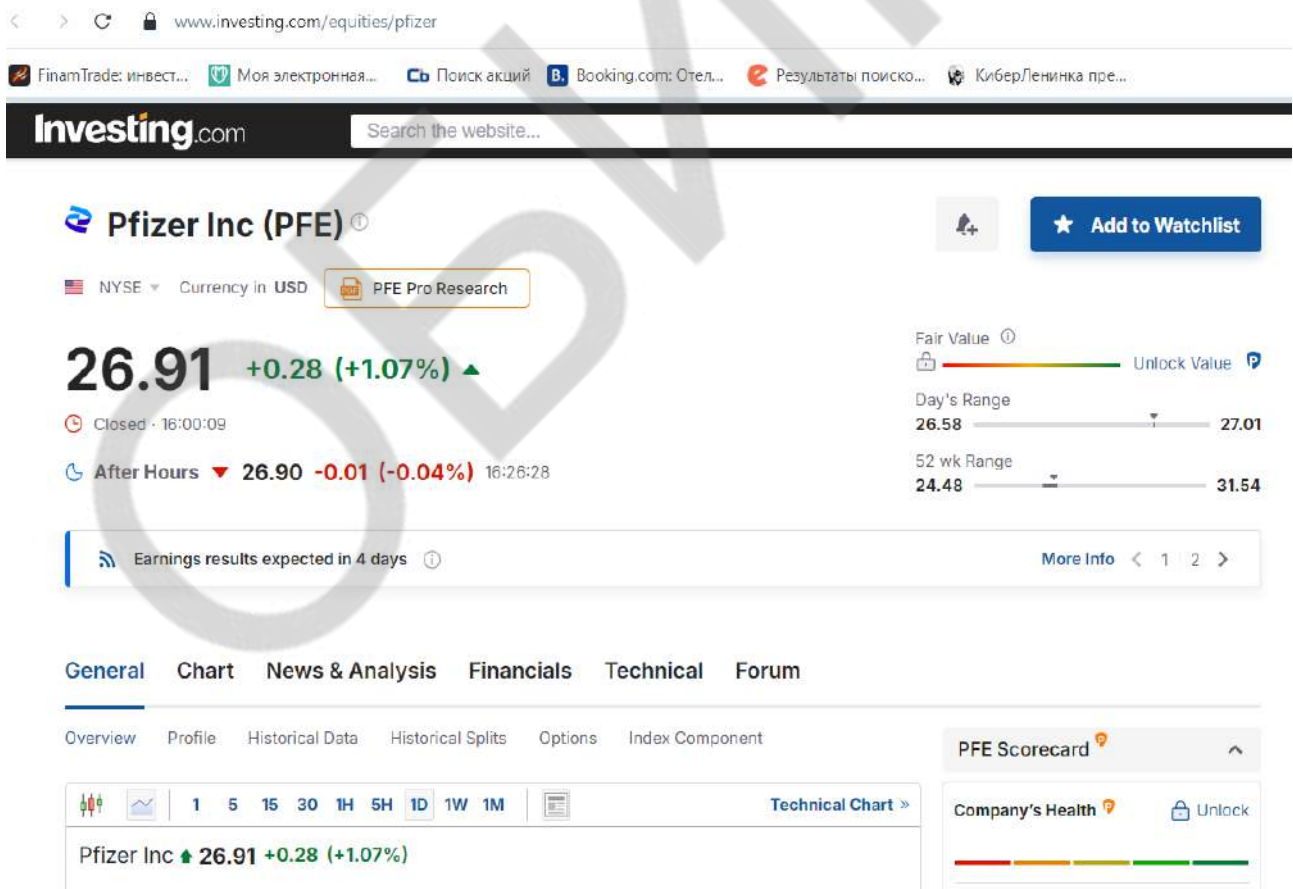 www.investing.com/equities/pfizer
FinamTrade: инвест... Моя электронная... Сb Поиск акций B. Booking.com: Отел... Результаты поиско... КиберЛенинка пре...
Investing.com Search the website...
Pfizer Inc (PFE)
Add to Watchlist
NYSE Currency in USD PFE Pro Research
26.91 +0.28 (+1.07%)
Closed · 16:00:09
After Hours 26.90 -0.01 (-0.04%) 16:26:28
Fair Value
Unlock Value
Day's Range
26.58 27.01
52 wk Range
24.48 31.54
Earnings results expected in 4 days More Info < 1 2 >
General Chart News & Analysis Financials Technical Forum
Overview Profile Historical Data Historical Splits Options Index Component
PFE Scorecard
1 5 15 30 1H 5H 1D 1W 1M Technical Chart »
Company's Health Unlock
Pfizer Inc 26.91 +0.28 (+1.07%)